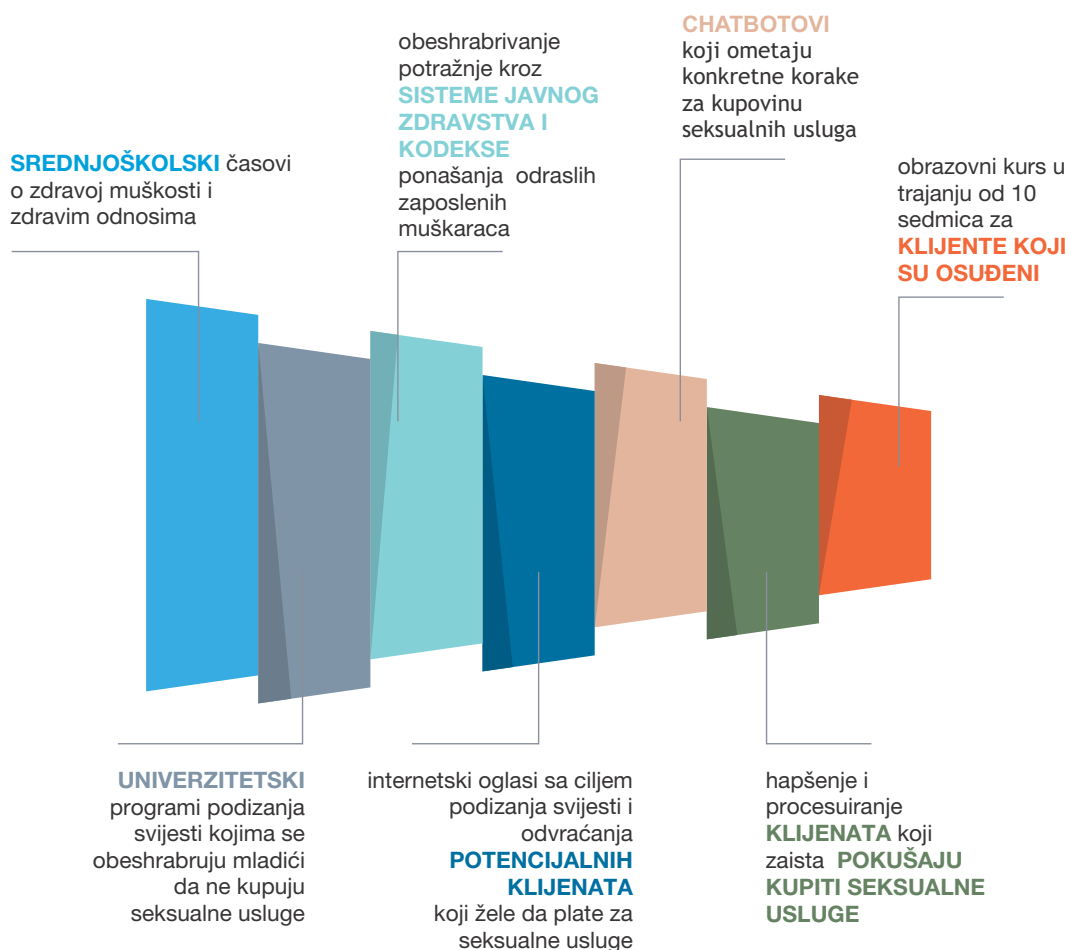 SREDNJOŠKOLSKI časovi
o zdravoj muškosti i
zdravim odnosima
obeshrabrivanje
potražnje kroz
SISTEME JAVNOG
ZDRAVSTVA I
KODEKSE
ponašanja odraslih
zaposlenih
muškaraca
CHATBOTOVI
koji ometaju
konkretne korake
za kupovinu
seksualnih usluga
obrazovni kurs u
trajanju od 10
sedmica za
KLIJENTE KOJI
SU OSUĐENI
UNIVERZITETSKI
programi podizanja
svijesti kojima se
obeshrabruju mladići
da ne kupuju
seksualne usluge
internetski oglasi sa ciljem
podizanja svijesti i
odvraćanja
POTENCIJALNIH
KLIJENATA
koji žele da plate za
seksualne usluge
hapšenje i
procesuiranje
KLIJENATA koji
zaista POKUŠAJU
KUPITI SEKSUALNE
USLUGE